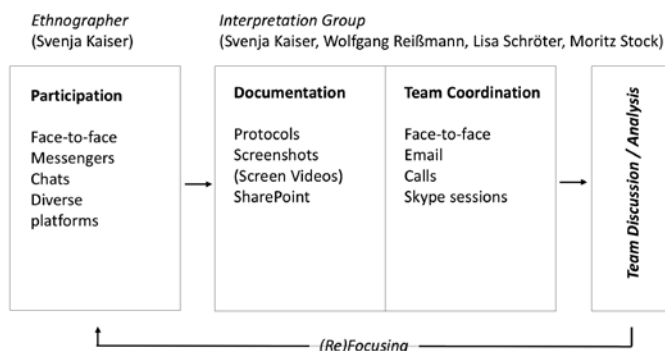 Ethnographer
(Svenja Kaiser)
Interpretation Group
(Svenja Kaiser, Wolfgang Reißmann, Lisa Schröter, Moritz Stock)
Participation
Face-to-face
Messengers
Chats
Diverse
platforms
Documentation
Protocols
Screenshots
(Screen Videos)
SharePoint
Team Coordination
Face-to-face
Email
Calls
Skype sessions
Team Discussion / Analysis
(Re)Focusing